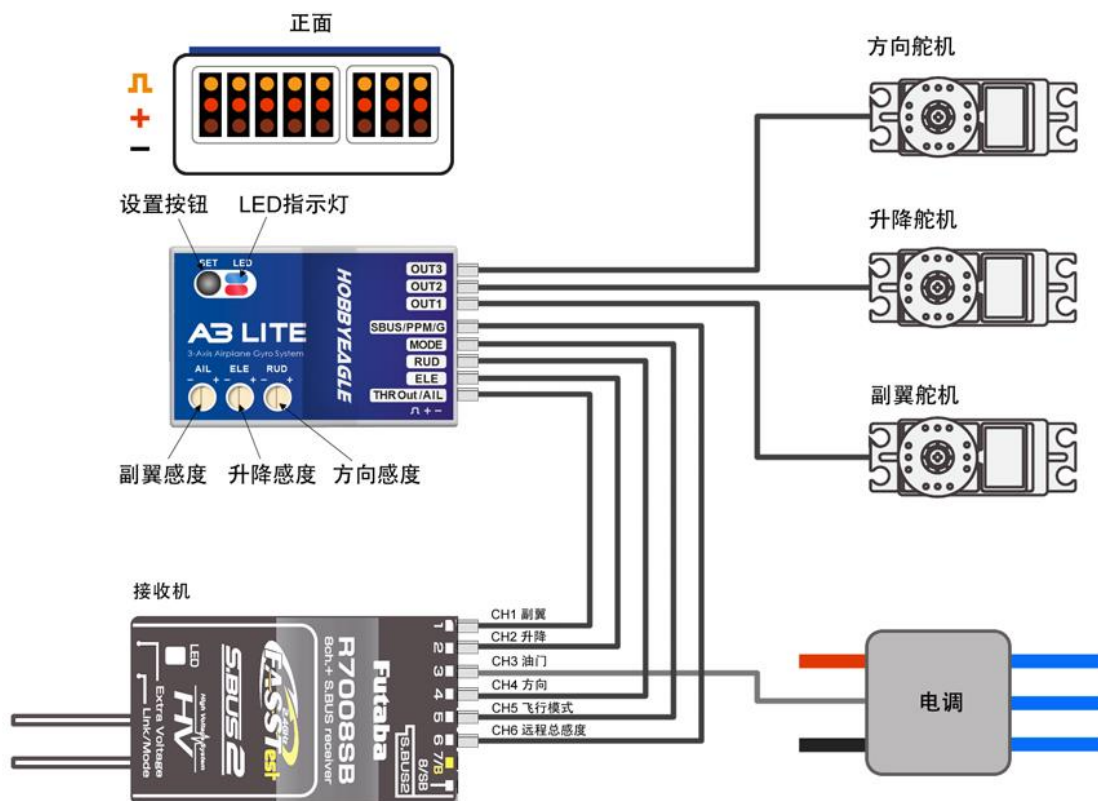 正面
+
−
设置按钮
LED指示灯
SET LED
A3 LITE
3-Axis Airplane Gyro System
AIL ELE RUD
− + − + − +
HOBBYEAGLE
OUT3
OUT2
OUT1
SBUS/PPM/G
MODE
RUD
ELE
THR Out/AIL
+ −
副翼感度
升降感度
方向感度
方向舵机
升降舵机
副翼舵机
接收机
LED
Extra Voltage
Link/Mode
High Voltage System
HV
S.BUS2
2.4GHz
FASSTest
R7008SB
8ch.+ S.BUS receiver
Futaba
S.BUS2
1
2
3
4
5
6
7/B
8/SB
CH1 副翼
CH2 升降
CH3 油门
CH4 方向
CH5 飞行模式
CH6 远程总感度
电调